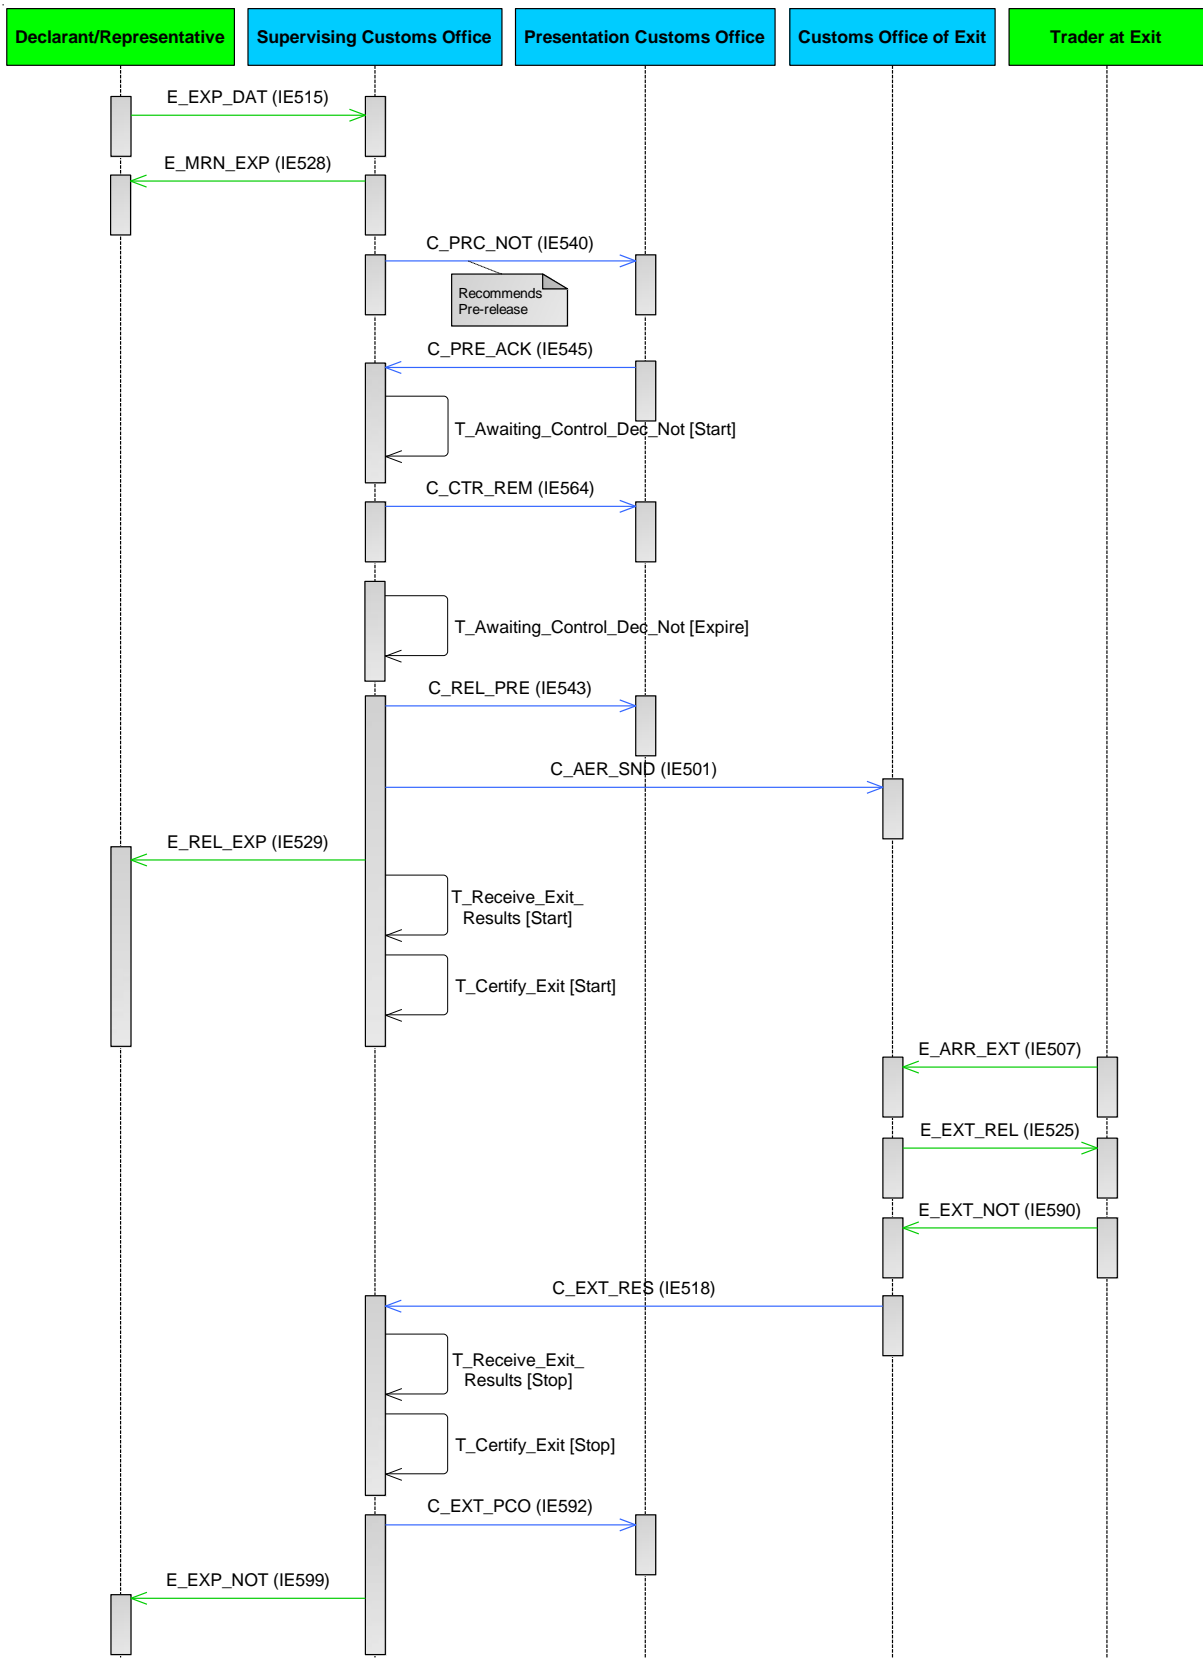 Declarant/Representative
Supervising Customs Office
Presentation Customs Office
Customs Office of Exit
Trader at Exit
E_EXP_DAT (IE515)
E_MRN_EXP (IE528)
C_PRC_NOT (IE540)
Recommends
Pre-release
C_PRE_ACK (IE545)
T_Awaiting_Control_Dec_Not [Start]
C_CTR_REM (IE564)
T_Awaiting_Control_Dec_Not [Expire]
C_REL_PRE (IE543)
C_AER_SND (IE501)
E_REL_EXP (IE529)
T_Receive_Exit_
Results [Start]
T_Certify_Exit [Start]
E_ARR_EXT (IE507)
E_EXT_REL (IE525)
E_EXT_NOT (IE590)
C_EXT_RES (IE518)
T_Receive_Exit_
Results [Stop]
T_Certify_Exit [Stop]
C_EXT_PCO (IE592)
E_EXP_NOT (IE599)